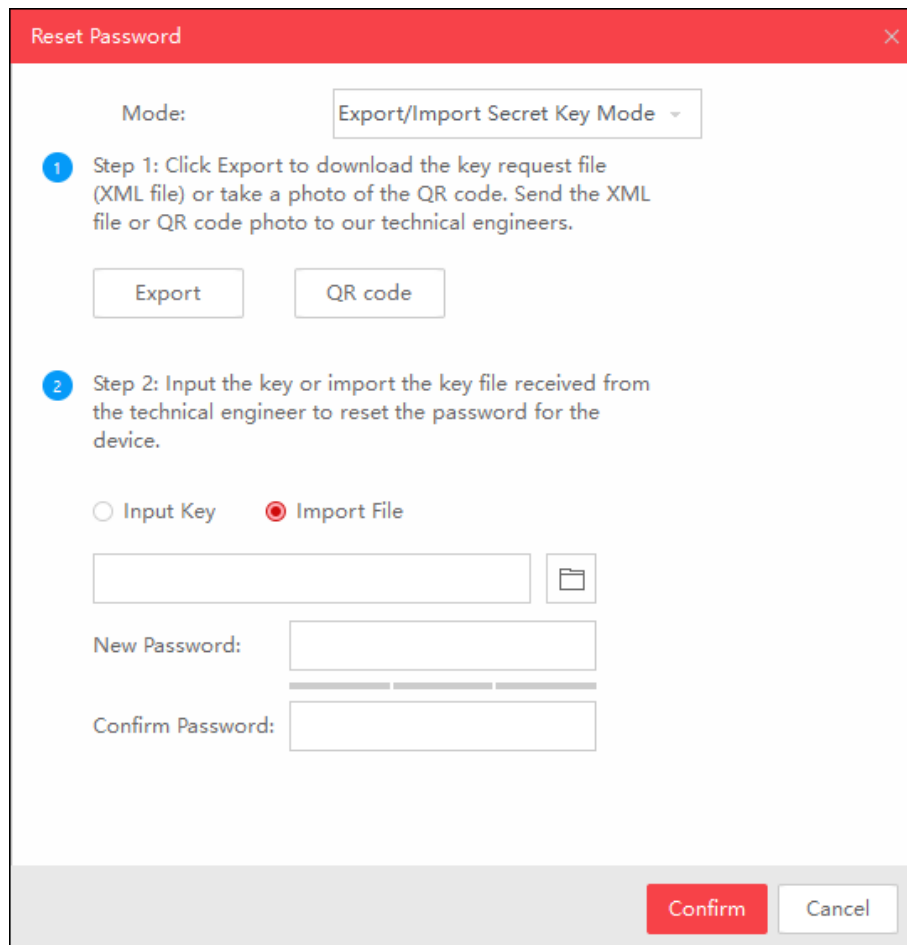 Reset Password
Mode:
Export/Import Secret Key Mode
1
Step 1: Click Export to download the key request file
(XML file) or take a photo of the QR code. Send the XML
file or QR code photo to our technical engineers.
Export
QR code
2
Step 2: Input the key or import the key file received from
the technical engineer to reset the password for the
device.
Input Key
Import File
New Password:
Confirm Password:
Confirm
Cancel